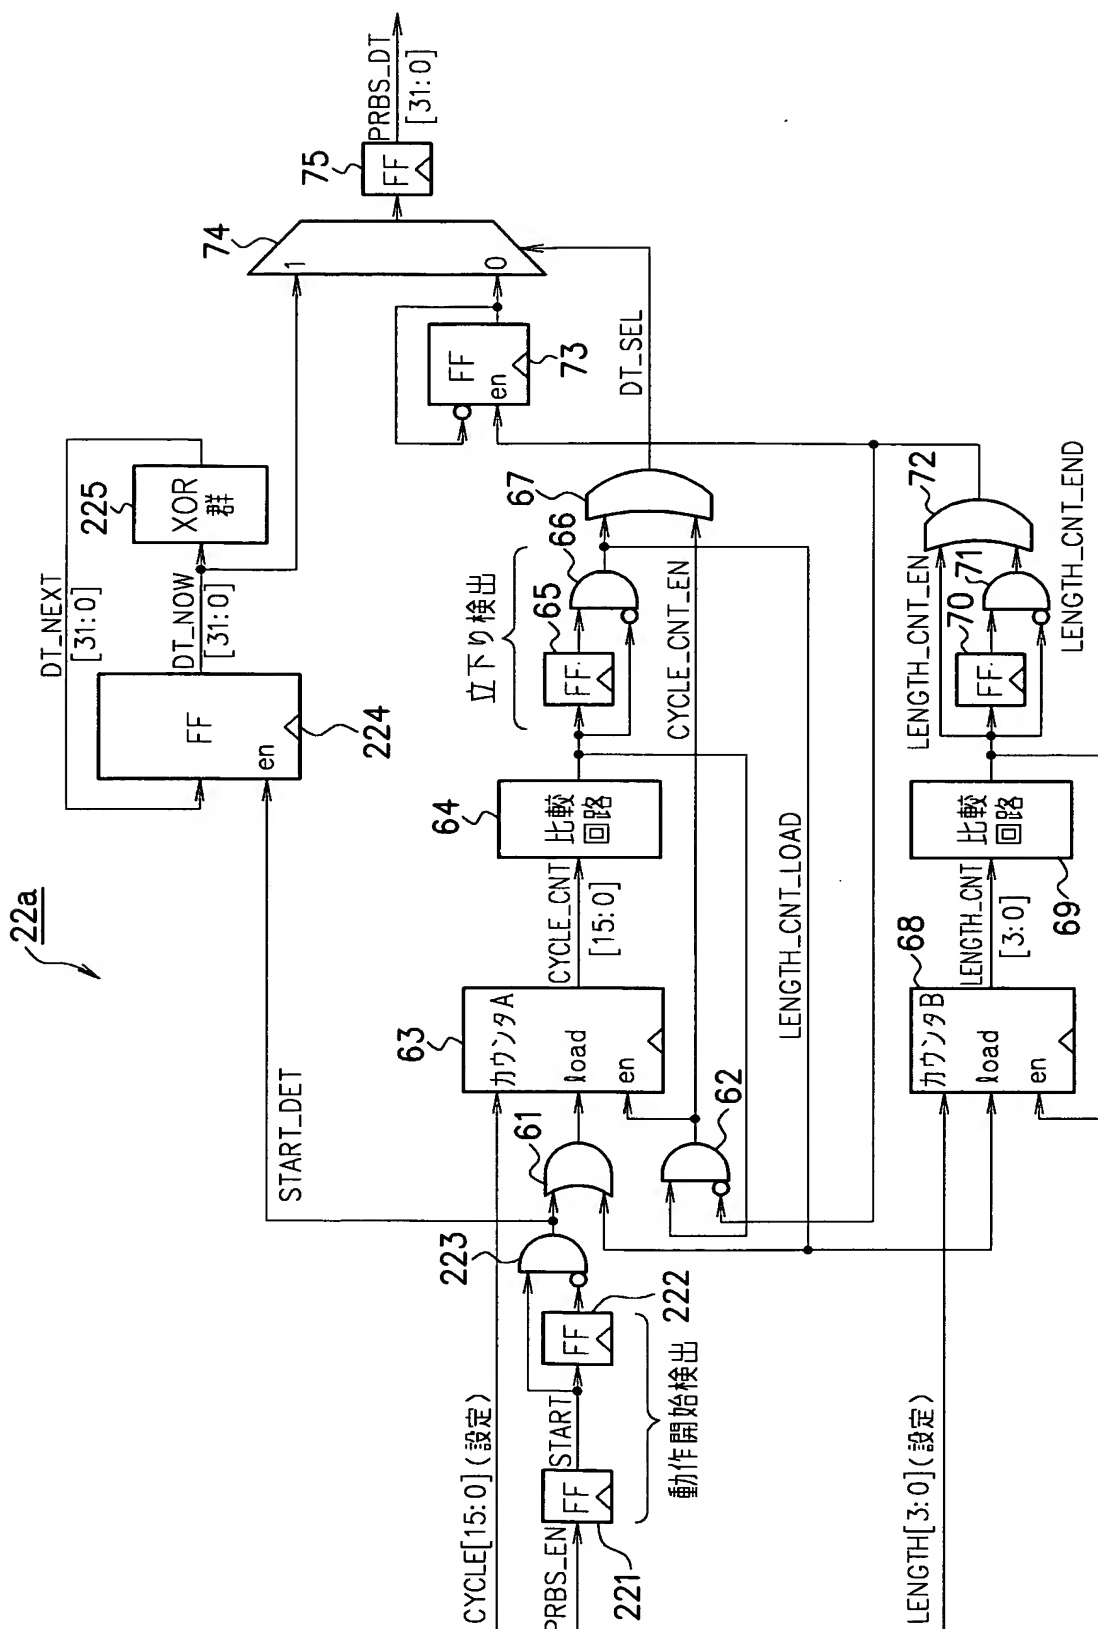 22a
PRBS_DT
[31:0]
75
FF
74
1
0
73
FF
en
DT_SEL
225
XOR
群
DT_NEXT
[31:0]
DT_NOW
[31:0]
FF
en
224
START_DET
67
66
65
FF
立下り検出
CYCLE_CNT_EN
64
比較
回路
CYCLE_CNT
[15:0]
LENGTH_CNT_LOAD
63
カウンタA
load
en
62
61
223
222
FF
START
FF
221
動作開始検出
CYCLE[15:0](設定)
PRBS_EN
72
71
70
FF
LENGTH_CNT_EN
LENGTH_CNT_END
比較
回路
69
LENGTH_CNT
[3:0]
68
カウンタB
load
en
LENGTH[3:0](設定)